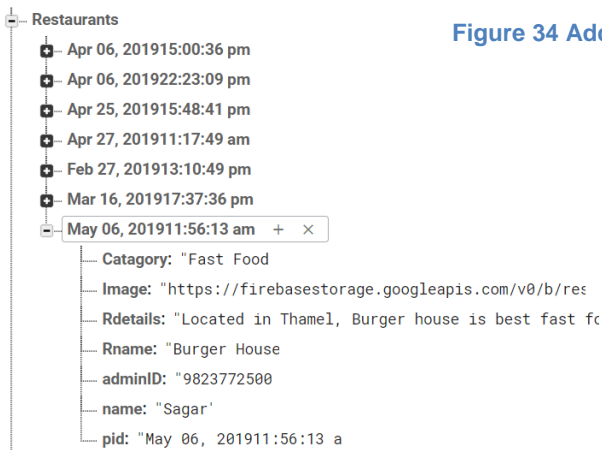 Restaurants
Figure 34 Add
Apr 06, 201915:00:36 pm
Apr 06, 201922:23:09 pm
Apr 25, 201915:48:41 pm
Apr 27, 201911:17:49 am
Feb 27, 201913:10:49 pm
Mar 16, 201917:37:36 pm
May 06, 201911:56:13 am + ×
Catagory: "Fast Food
Image: "https://firebasestorage.googleapis.com/v0/b/res
Rdetails: "Located in Thamel, Burger house is best fast fo
Rname: "Burger House
adminID: "9823772500
name: "Sagar'
pid: "May 06, 201911:56:13 a